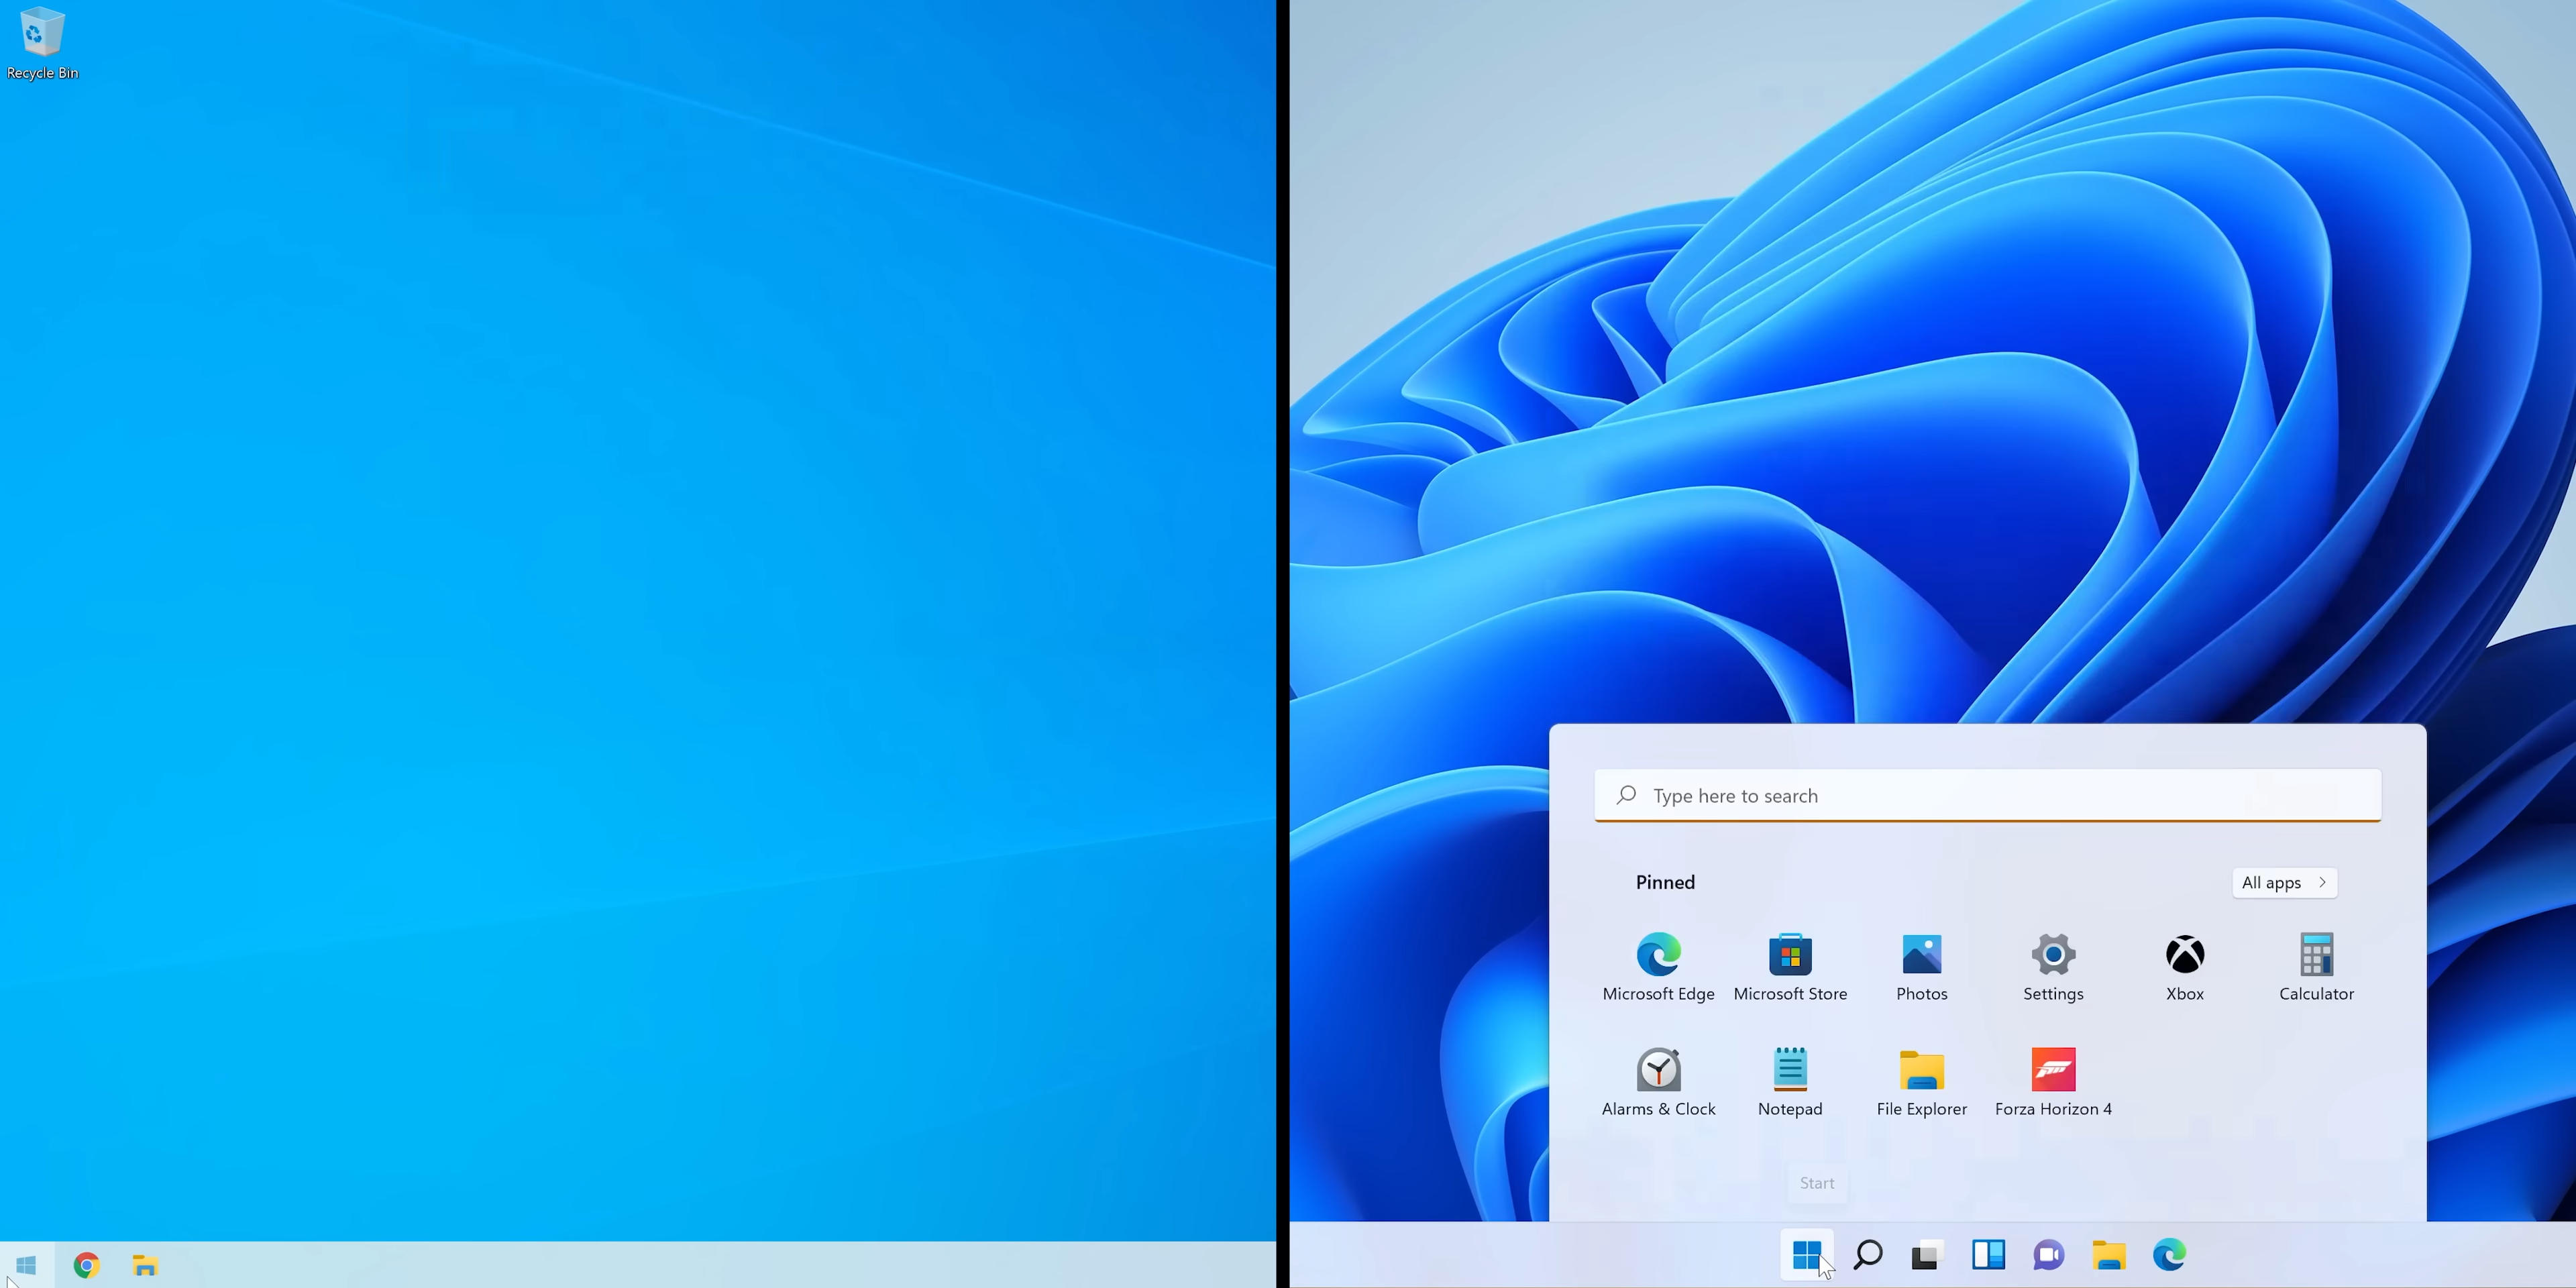 Recycle Bin
Type here to search
Pinned
All apps
Microsoft Edge
Microsoft Store
Photos
Settings
Xbox
Calculator
Alarms & Clock
Notepad
File Explorer
Forza Horizon 4
Start